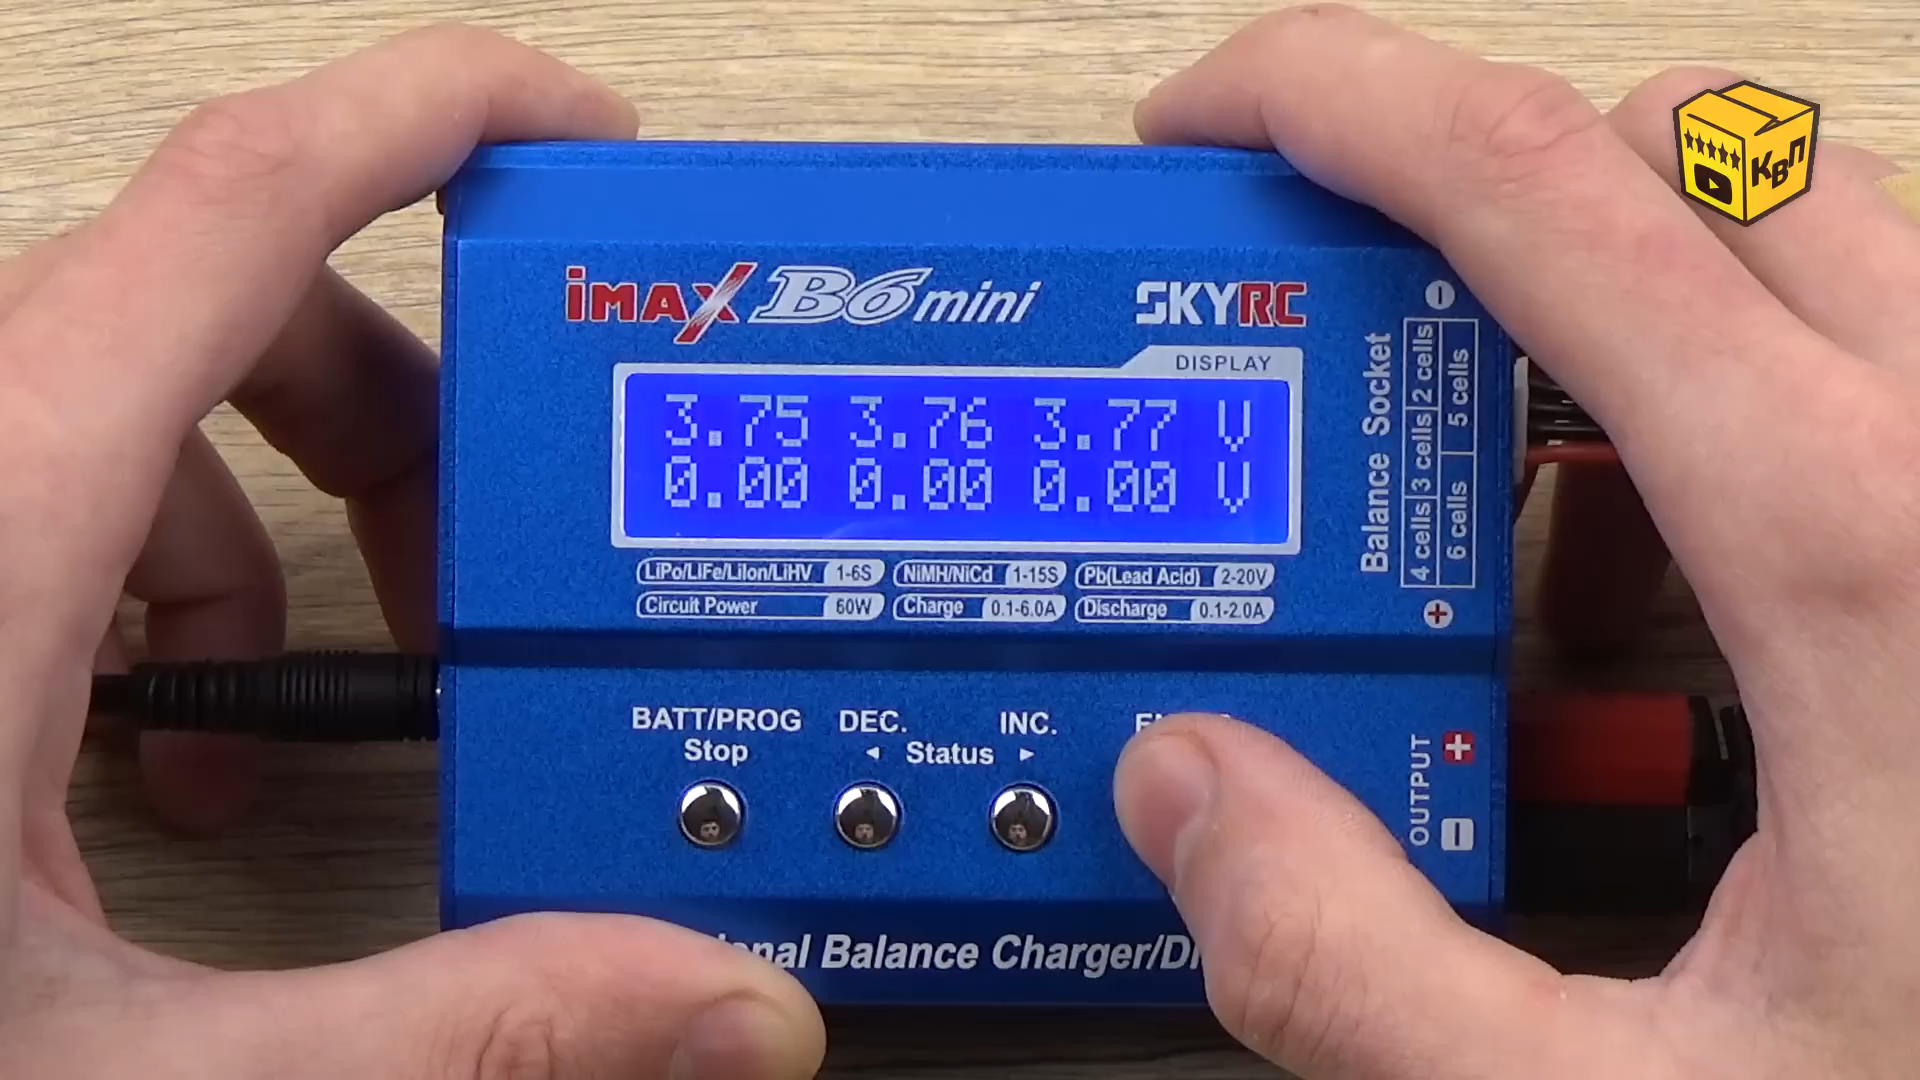 КВП
iMAX B6 mini
SKYRC
DISPLAY
3.75 3.76 3.77 V
0.00 0.00 0.00 V
LiPo/LiFe/LiIon/LiHV 1-6S
NiMH/NiCd 1-15S
Pb(Lead Acid) 2-20V
Circuit Power 60W
Charge 0.1-6.0A
Discharge 0.1-2.0A
Balance Socket
4 cells 3 cells 2 cells
6 cells 5 cells
BATT/PROG
Stop
DEC.
INC.
◄ Status ►
OUTPUT
Balance Charger/